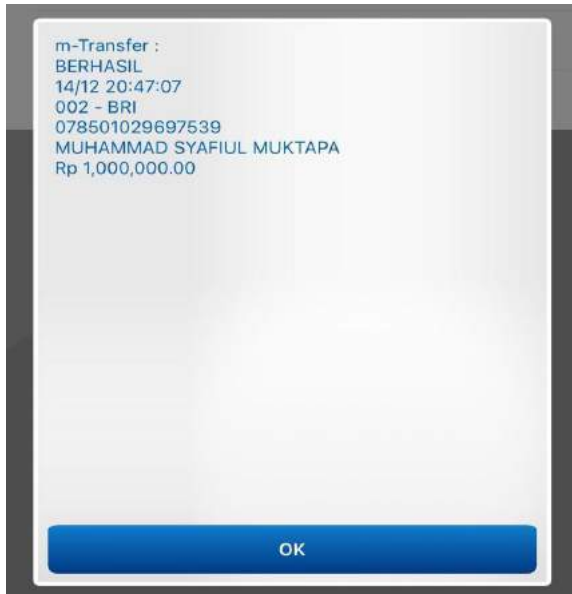 m-Transfer :
BERHASIL
14/12 20:47:07
002 - BRI
078501029697539
MUHAMMAD SYAFIUL MUKTAPA
Rp 1,000,000.00
OK